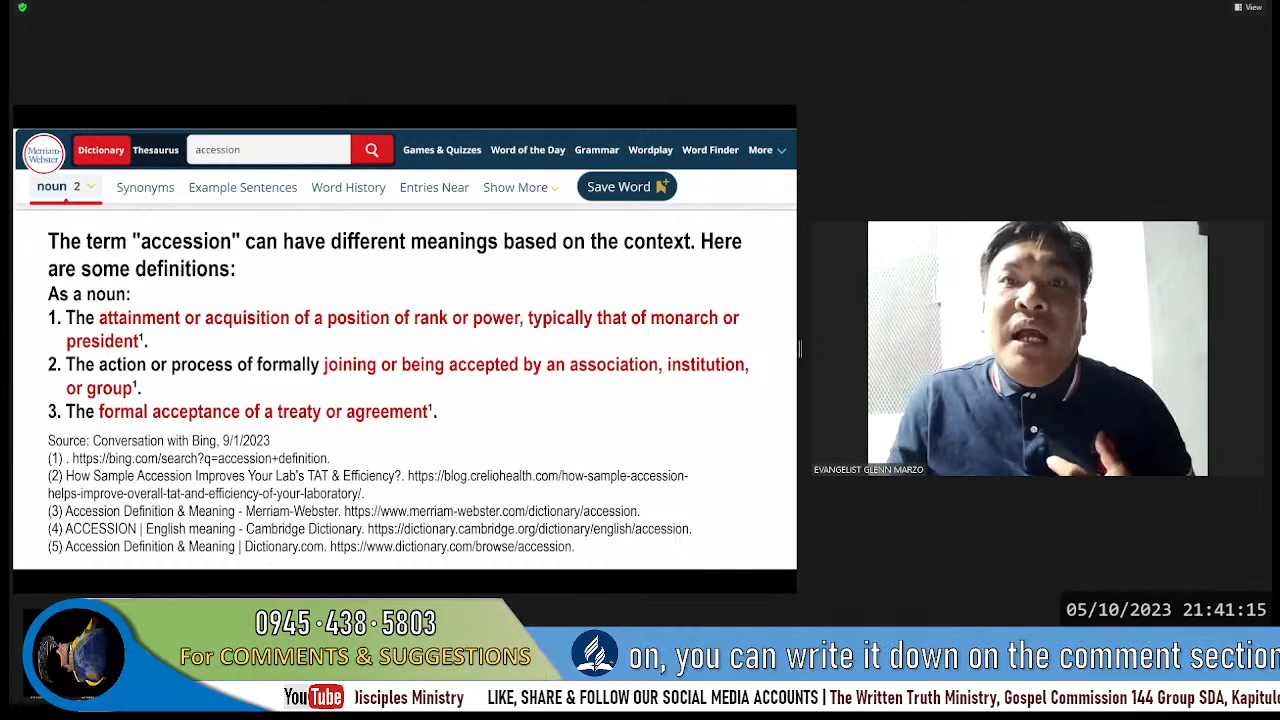 View
Merriam-
Webster
Dictionary Thesaurus accession Games & Quizzes Word of the Day Grammar Wordplay Word Finder More
noun 2 Synonyms Example Sentences Word History Entries Near Show More Save Word
The term "accession" can have different meanings based on the context. Here
are some definitions:
As a noun:
1. The attainment or acquisition of a position of rank or power, typically that of monarch or
president¹.
2. The action or process of formally joining or being accepted by an association, institution,
or group¹.
3. The formal acceptance of a treaty or agreement¹.
Source: Conversation with Bing, 9/1/2023
(1) . https://bing.com/search?q=accession+definition.
(2) How Sample Accession Improves Your Lab's TAT & Efficiency?. https://blog.creliohealth.com/how-sample-accession-
helps-improve-overall-tat-and-efficiency-of-your-laboratory/.
(3) Accession Definition & Meaning - Merriam-Webster. https://www.merriam-webster.com/dictionary/accession.
(4) ACCESSION | English meaning - Cambridge Dictionary. https://dictionary.cambridge.org/dictionary/english/accession.
(5) Accession Definition & Meaning | Dictionary.com. https://www.dictionary.com/browse/accession.
EVANGELIST GLENN MARZO
05/10/2023 21:41:15
0945·438·5803
For COMMENTS & SUGGESTIONS
on, you can write it down on the comment section
YouTube Disciples Ministry LIKE, SHARE & FOLLOW OUR SOCIAL MEDIA ACCOUNTS | The Written Truth Ministry, Gospel Commission 144 Group SDA, Kapitulo